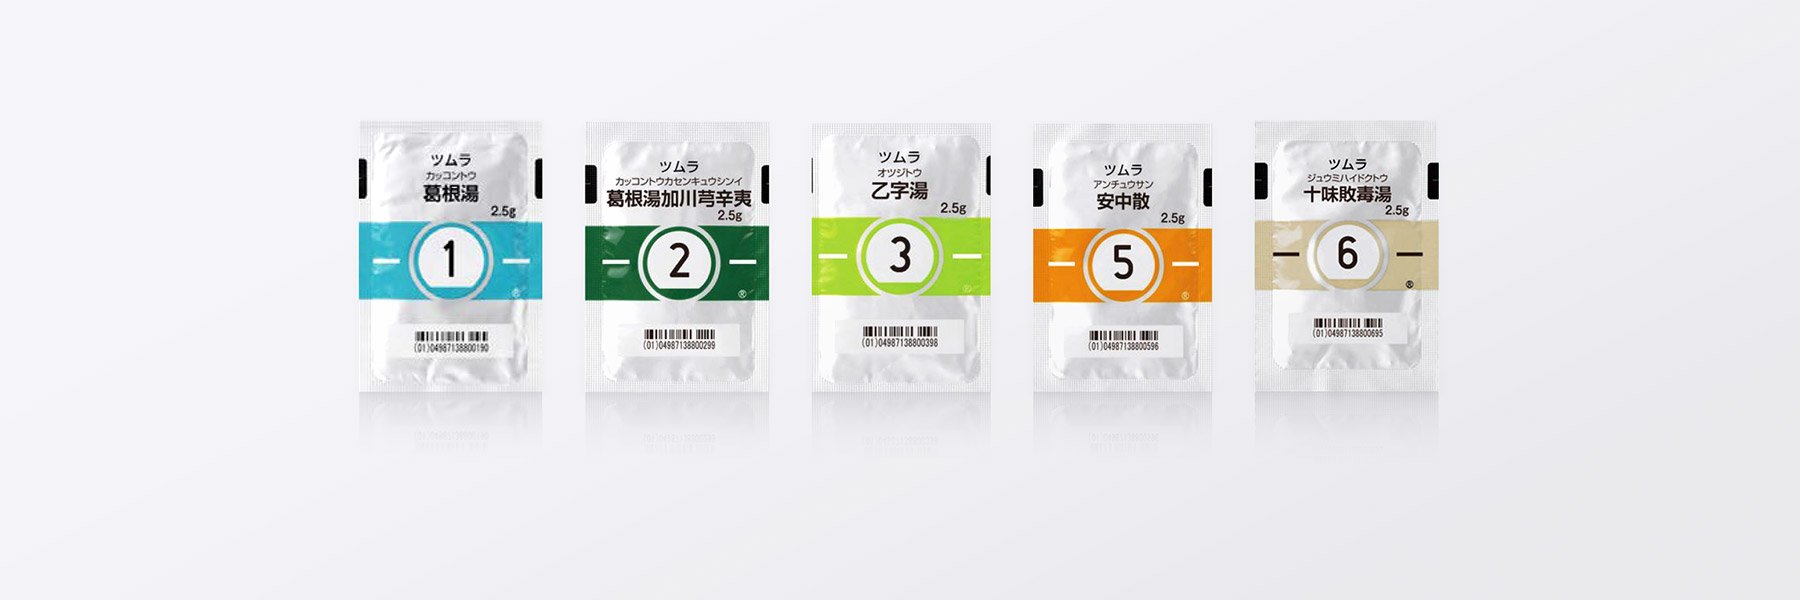 ツムラ
カッコントウ
葛根湯
2.5g
1
®
(01)04987138800190
ツムラ
カッコントウカセンキュウシンイ
葛根湯加川芎辛夷
2.5g
2
®
(01)04987138800299
ツムラ
オツジトウ
乙字湯
2.5g
3
®
(01)04987138800398
ツムラ
アンチュウサン
安中散
2.5g
5
®
(01)04987138800596
ツムラ
ジュウミハイドクトウ
十味敗毒湯
2.5g
6
®
(01)04987138800695